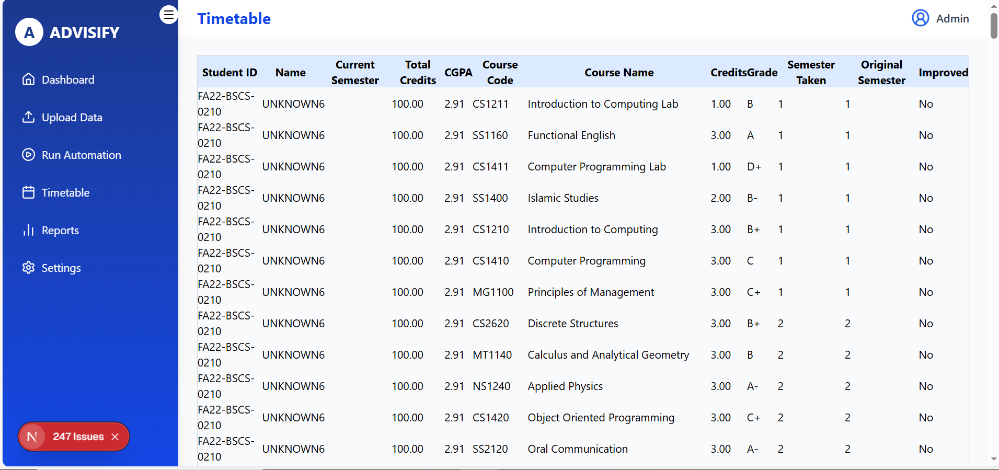 A ADVISIFY
Dashboard
Upload Data
Run Automation
Timetable
Reports
Settings
N 247 Issues
Timetable
Admin
Student ID Name Current Semester Total Credits CGPA Course Code Course Name Credits Grade Semester Taken Original Semester Improved
FA22-BSCS-0210 UNKNOWN6 100.00 2.91 CS1211 Introduction to Computing Lab 1.00 B 1 1 No
FA22-BSCS-0210 UNKNOWN6 100.00 2.91 SS1160 Functional English 3.00 A 1 1 No
FA22-BSCS-0210 UNKNOWN6 100.00 2.91 CS1411 Computer Programming Lab 1.00 D+ 1 1 No
FA22-BSCS-0210 UNKNOWN6 100.00 2.91 SS1400 Islamic Studies 2.00 B- 1 1 No
FA22-BSCS-0210 UNKNOWN6 100.00 2.91 CS1210 Introduction to Computing 3.00 B+ 1 1 No
FA22-BSCS-0210 UNKNOWN6 100.00 2.91 CS1410 Computer Programming 3.00 C 1 1 No
FA22-BSCS-0210 UNKNOWN6 100.00 2.91 MG1100 Principles of Management 3.00 C+ 1 1 No
FA22-BSCS-0210 UNKNOWN6 100.00 2.91 CS2620 Discrete Structures 3.00 B+ 2 2 No
FA22-BSCS-0210 UNKNOWN6 100.00 2.91 MT1140 Calculus and Analytical Geometry 3.00 B 2 2 No
FA22-BSCS-0210 UNKNOWN6 100.00 2.91 NS1240 Applied Physics 3.00 A- 2 2 No
FA22-BSCS-0210 UNKNOWN6 100.00 2.91 CS1420 Object Oriented Programming 3.00 C+ 2 2 No
FA22-BSCS-0210 UNKNOWN6 100.00 2.91 SS2120 Oral Communication 3.00 A- 2 2 No